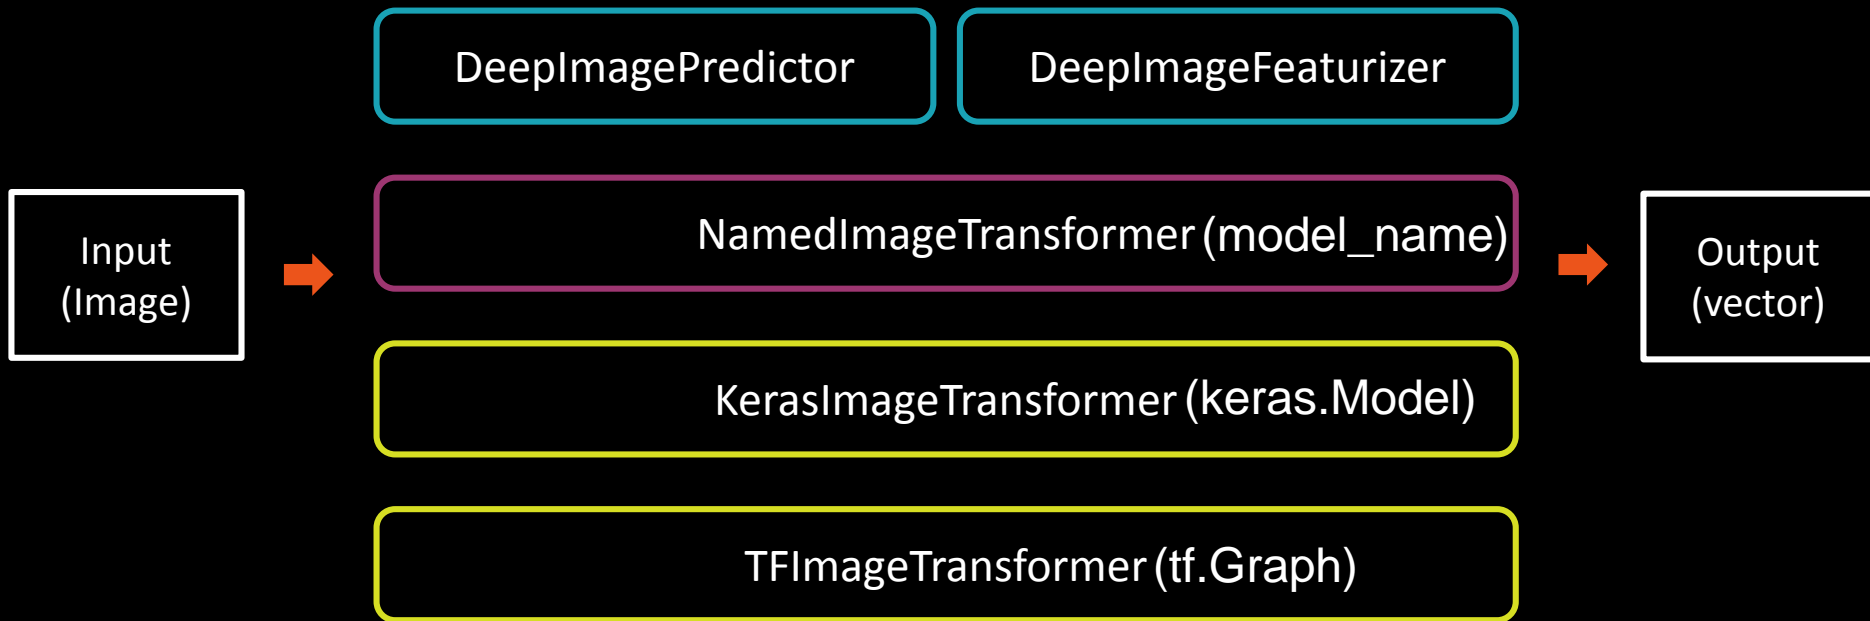 DeepImagePredictor
DeepImageFeaturizer
Input
(Image)
NamedImageTransformer (model_name)
Output
(vector)
KerasImageTransformer (keras.Model)
TFImageTransformer (tf.Graph)